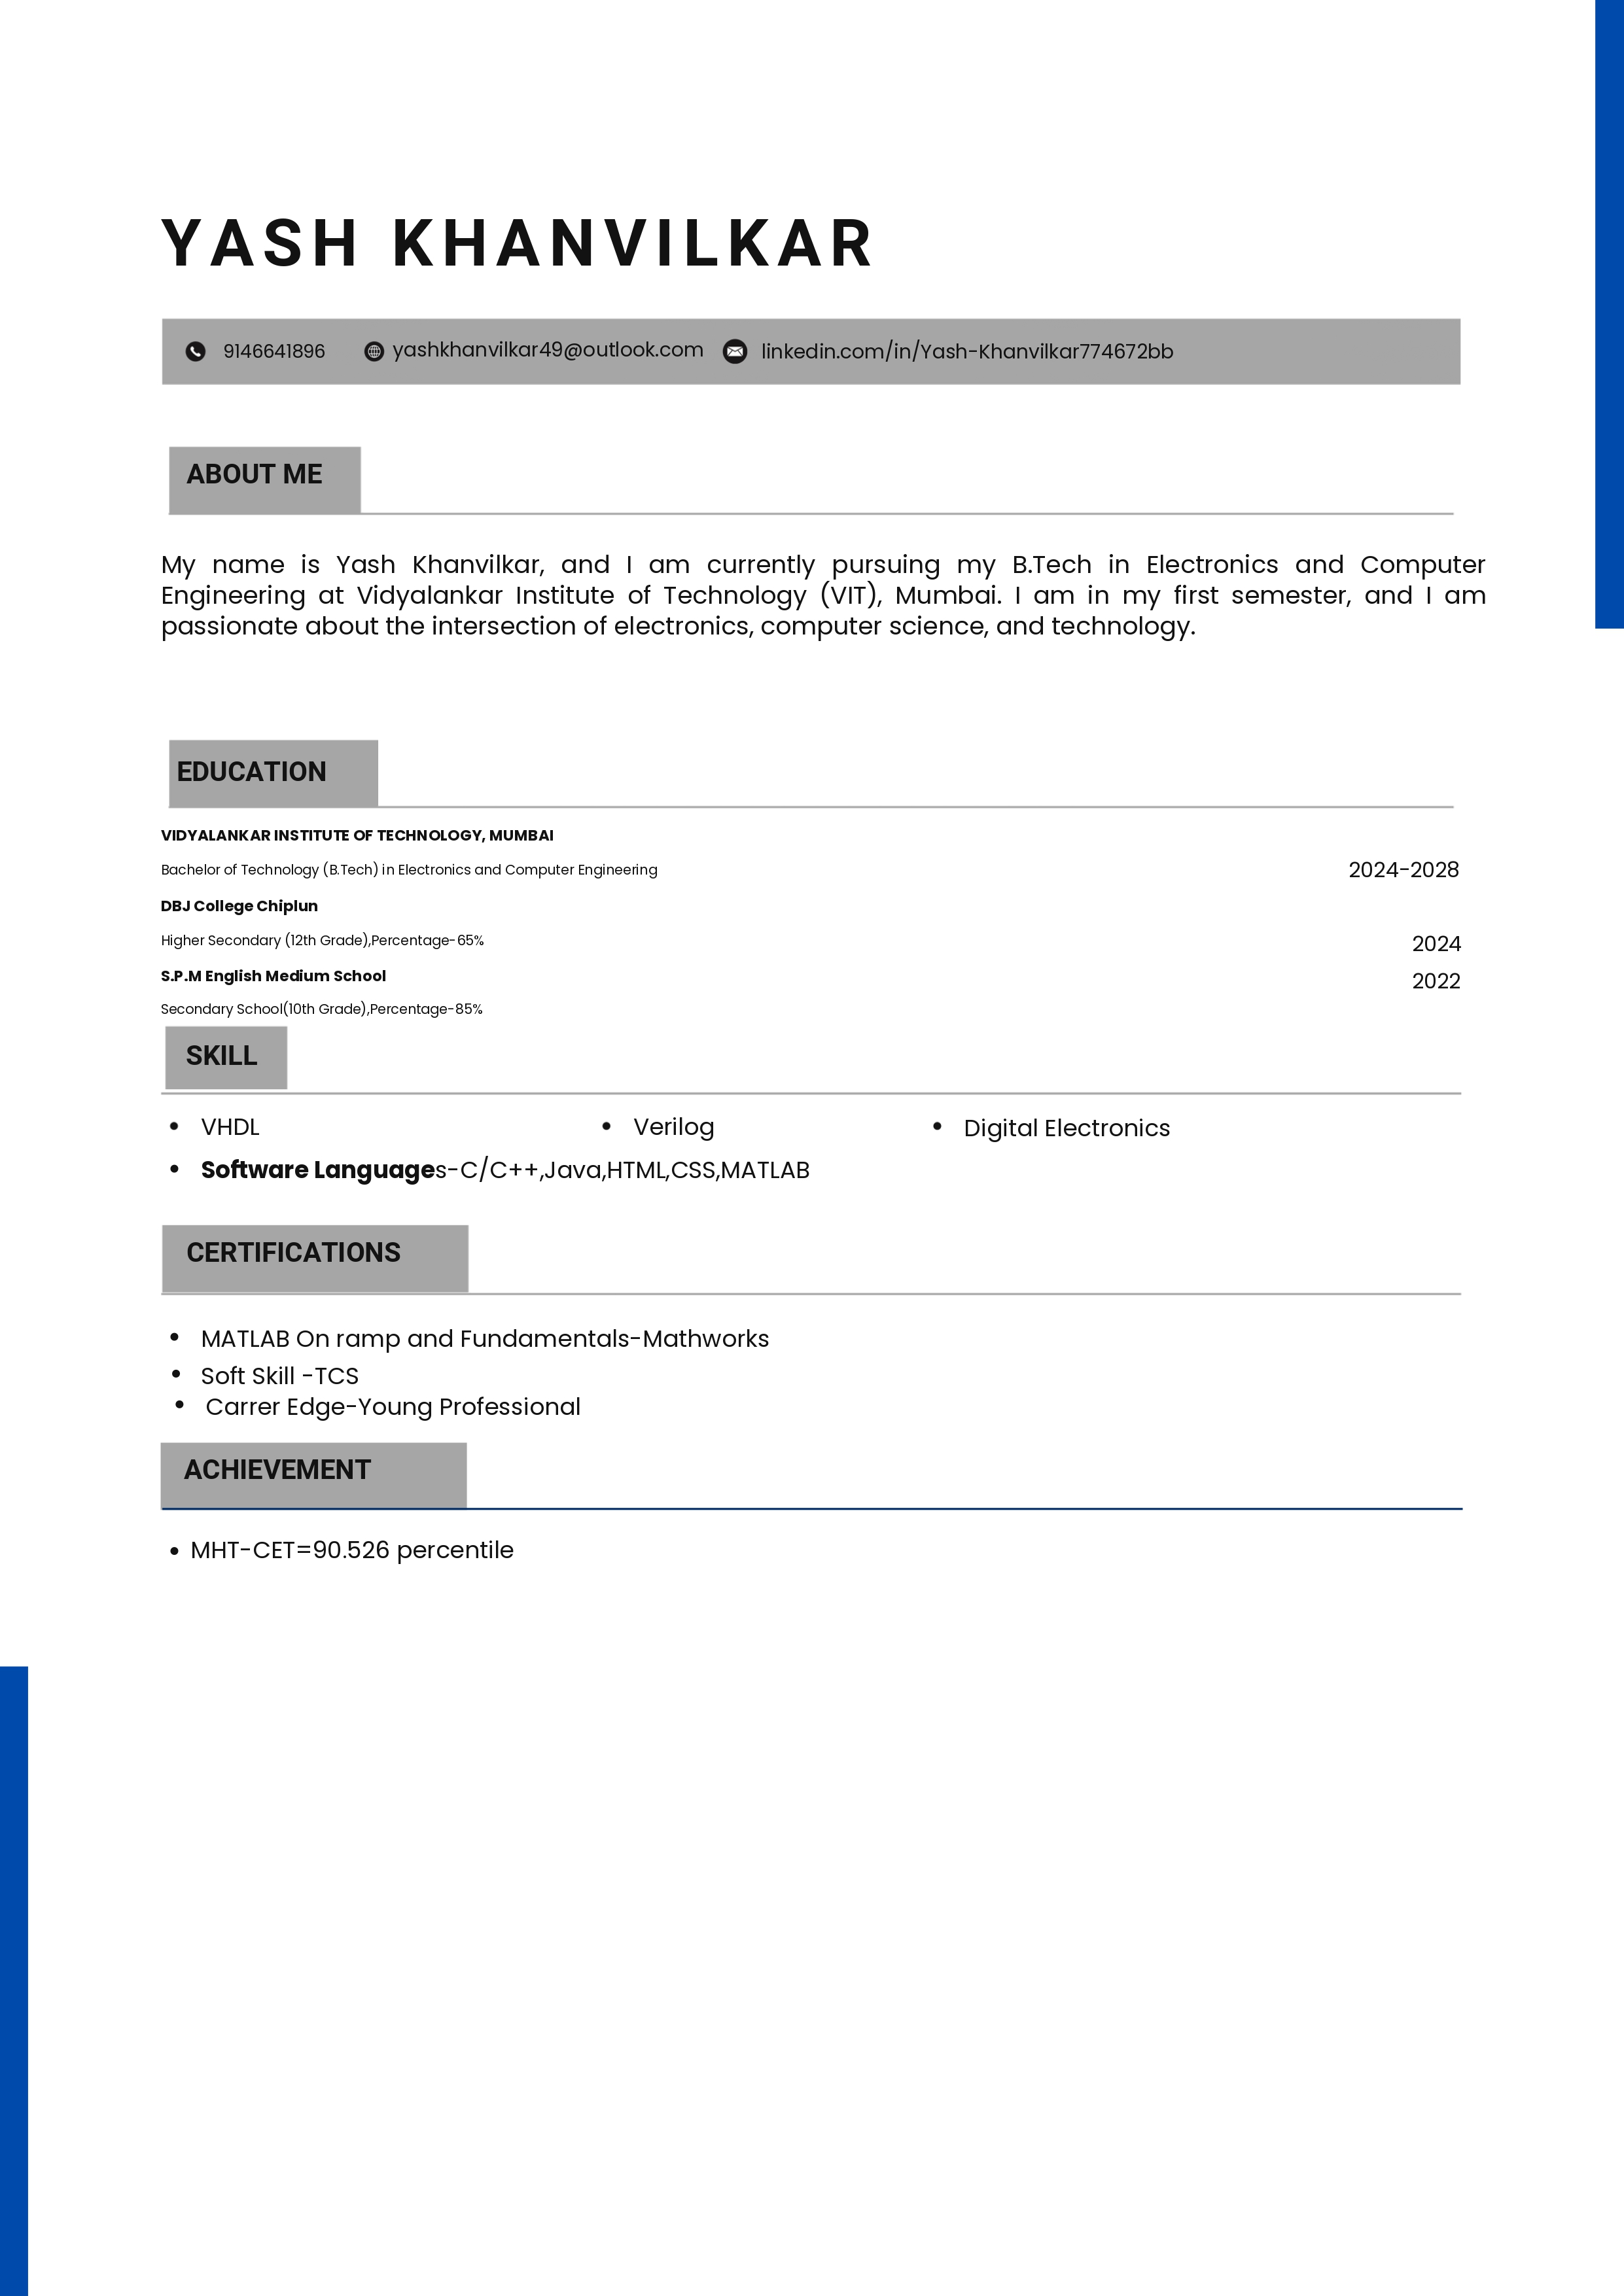 YASH KHANVILKAR
9146641896 yashkhanvilkar49@outlook.com linkedin.com/in/Yash-Khanvilkar774672bb
ABOUT ME
My name is Yash Khanvilkar, and I am currently pursuing my B.Tech in Electronics and Computer
Engineering at Vidyalankar Institute of Technology (VIT), Mumbai. I am in my first semester, and I am
passionate about the intersection of electronics, computer science, and technology.
EDUCATION
VIDYALANKAR INSTITUTE OF TECHNOLOGY, MUMBAI
Bachelor of Technology (B.Tech) in Electronics and Computer Engineering 2024-2028
DBJ College Chiplun
Higher Secondary (12th Grade),Percentage-65% 2024
S.P.M English Medium School 2022
Secondary School(10th Grade),Percentage-85%
SKILL
• VHDL • Verilog • Digital Electronics
• Software Languages-C/C++,Java,HTML,CSS,MATLAB
CERTIFICATIONS
• MATLAB On ramp and Fundamentals-Mathworks
• Soft Skill -TCS
• Carrer Edge-Young Professional
ACHIEVEMENT
• MHT-CET=90.526 percentile